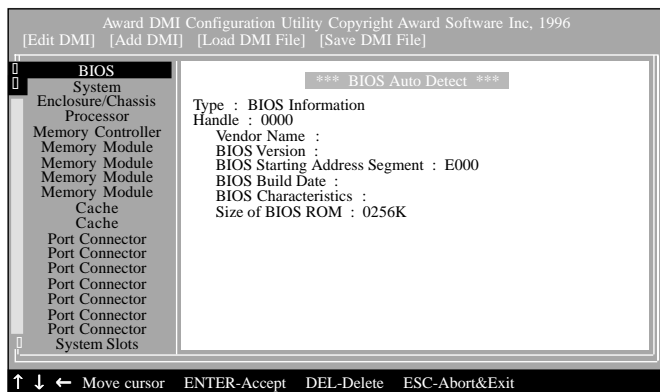 Award DMI Configuration Utility Copyright Award Software Inc, 1996
[Edit DMI] [Add DMI] [Load DMI File] [Save DMI File]
BIOS
System
Enclosure/Chassis
Processor
Memory Controller
Memory Module
Memory Module
Memory Module
Memory Module
Cache
Cache
Port Connector
Port Connector
Port Connector
Port Connector
Port Connector
Port Connector
Port Connector
System Slots
*** BIOS Auto Detect ***
Type : BIOS Information
Handle : 0000
Vendor Name :
BIOS Version :
BIOS Starting Address Segment : E000
BIOS Build Date :
BIOS Characteristics :
Size of BIOS ROM : 0256K
↑ ↓ ← Move cursor ENTER-Accept DEL-Delete ESC-Abort&Exit